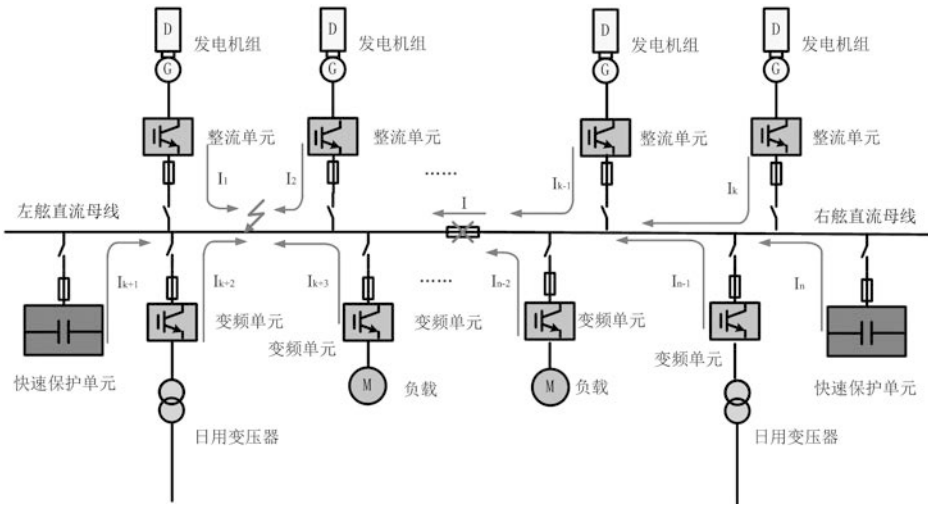 D
D
D
D
发电机组
发电机组
发电机组
发电机组
G
G
G
G
整流单元
整流单元
整流单元
整流单元
I1
I2
......
Ik-1
Ik
左舷直流母线
I
右舷直流母线
Ik+1
Ik+2
Ik+3
......
In-2
In-1
In
变频单元
变频单元
变频单元
变频单元
变频单元
快速保护单元
M
负载
M
负载
快速保护单元
日用变压器
日用变压器